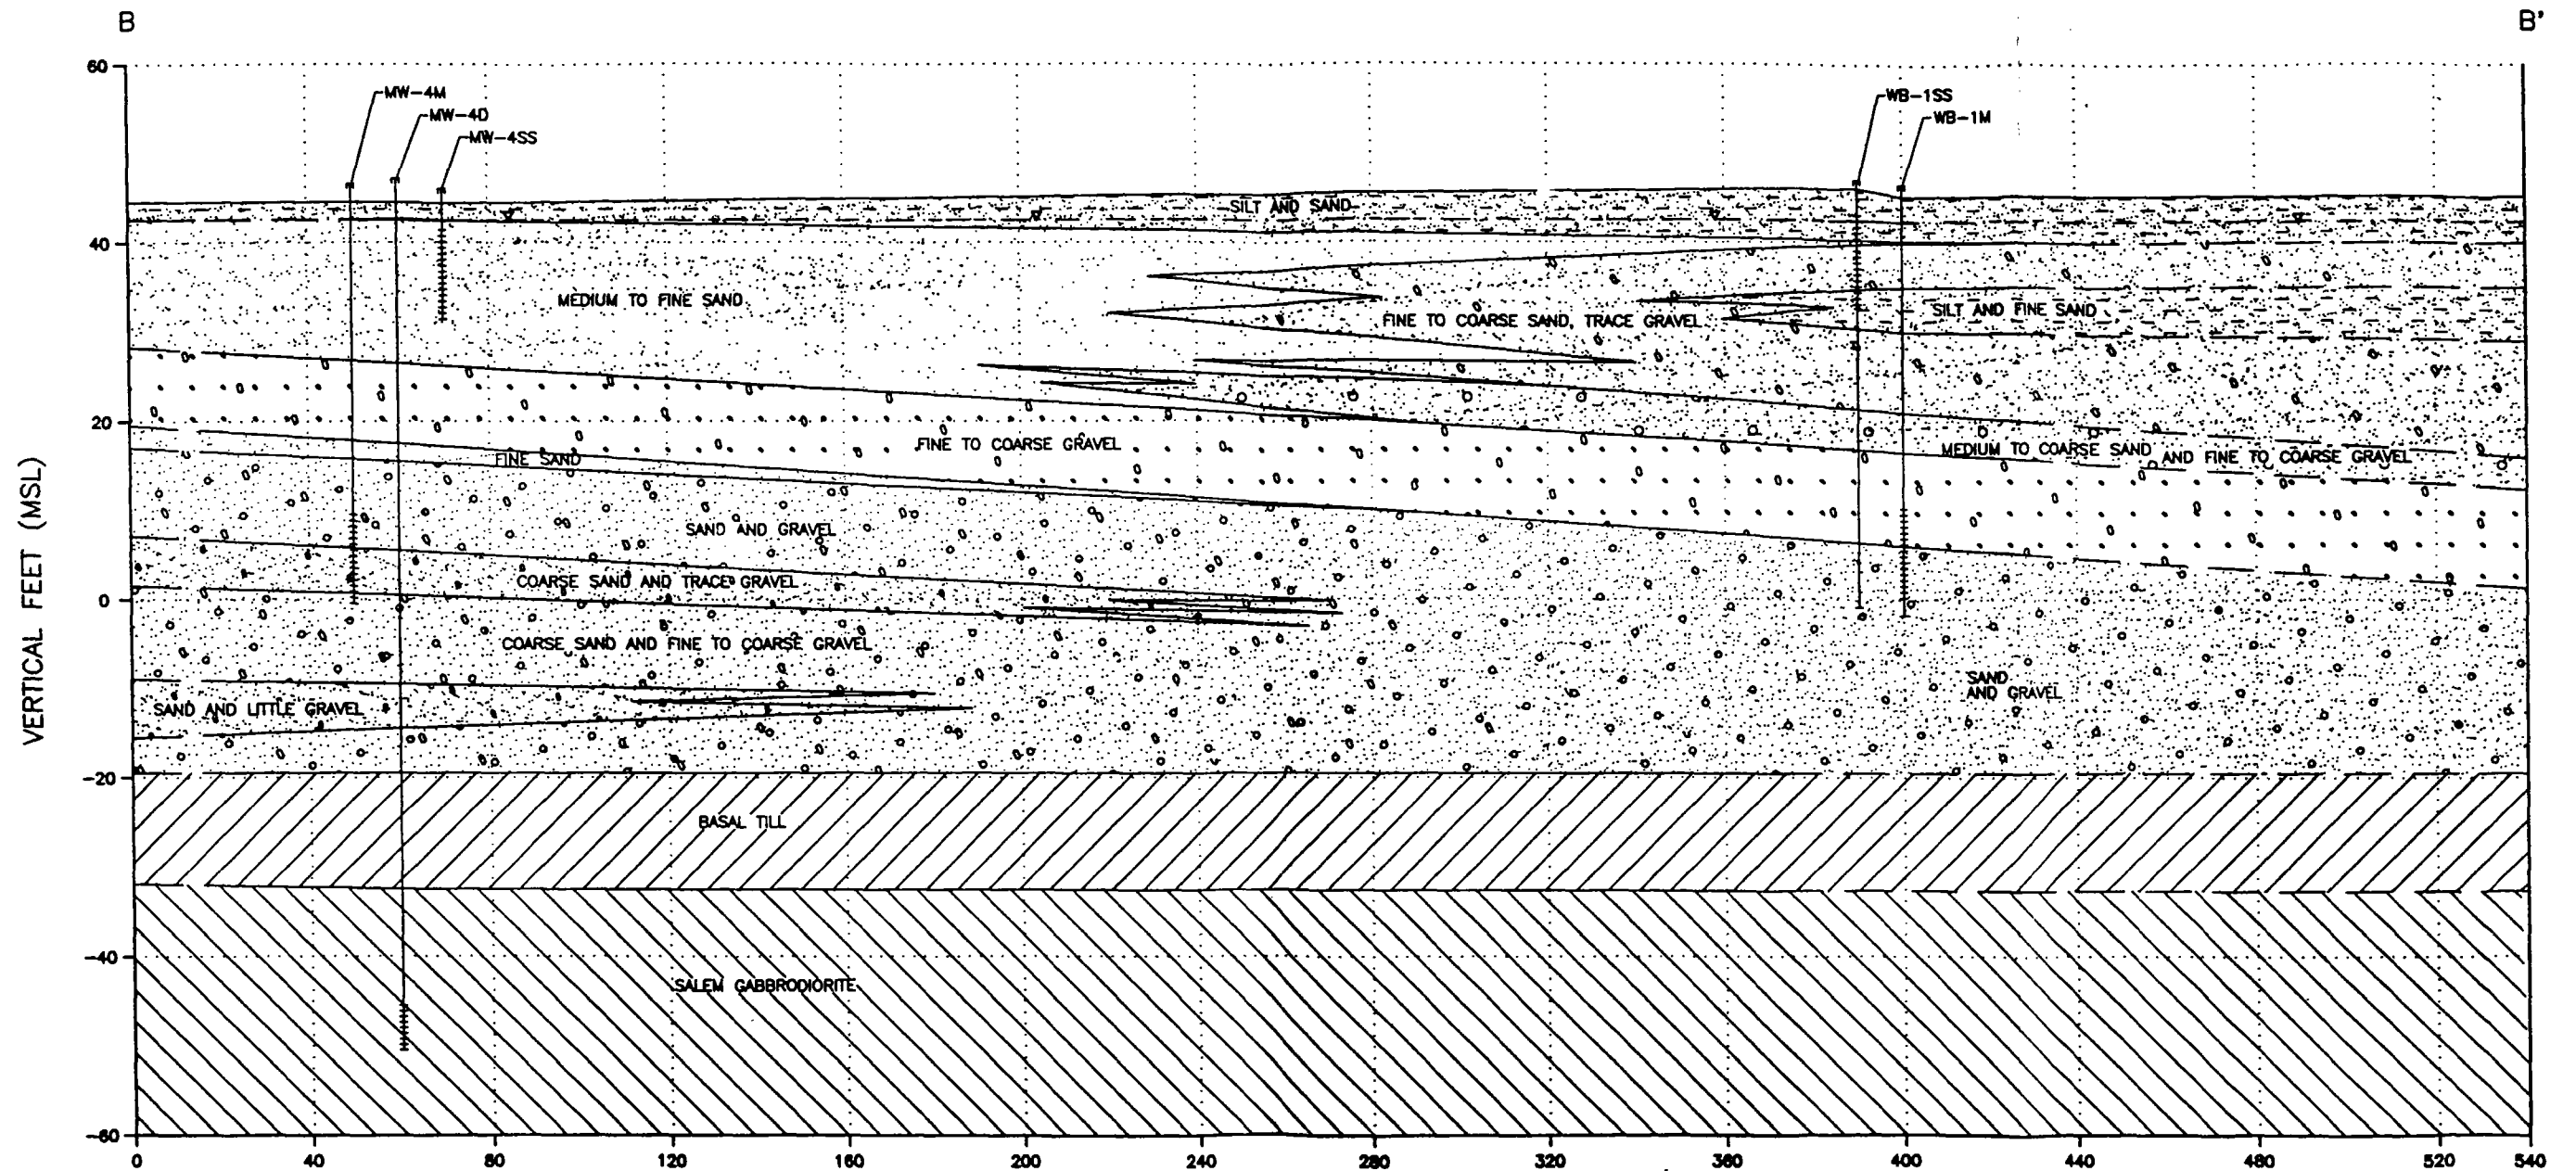 B B'
60
MW-4M
WB-1SS
MW-4D
WB-1M
MW-4SS
SILT AND SAND
40
MEDIUM TO FINE SAND
SILT AND FINE SAND
FINE TO COARSE SAND, TRACE GRAVEL
20
FINE TO COARSE GRAVEL
MEDIUM TO COARSE SAND AND FINE TO COARSE GRAVEL
FINE SAND
VERTICAL FEET (MSL)
SAND AND GRAVEL
COARSE SAND AND TRACE GRAVEL
0
COARSE SAND AND FINE TO COARSE GRAVEL
SAND
AND GRAVEL
SAND AND LITTLE GRAVEL
-20
BASAL TILL
-40
SALEM GABBRODIORITE
-60
0 40 80 120 160 200 240 280 320 360 400 440 480 520 540